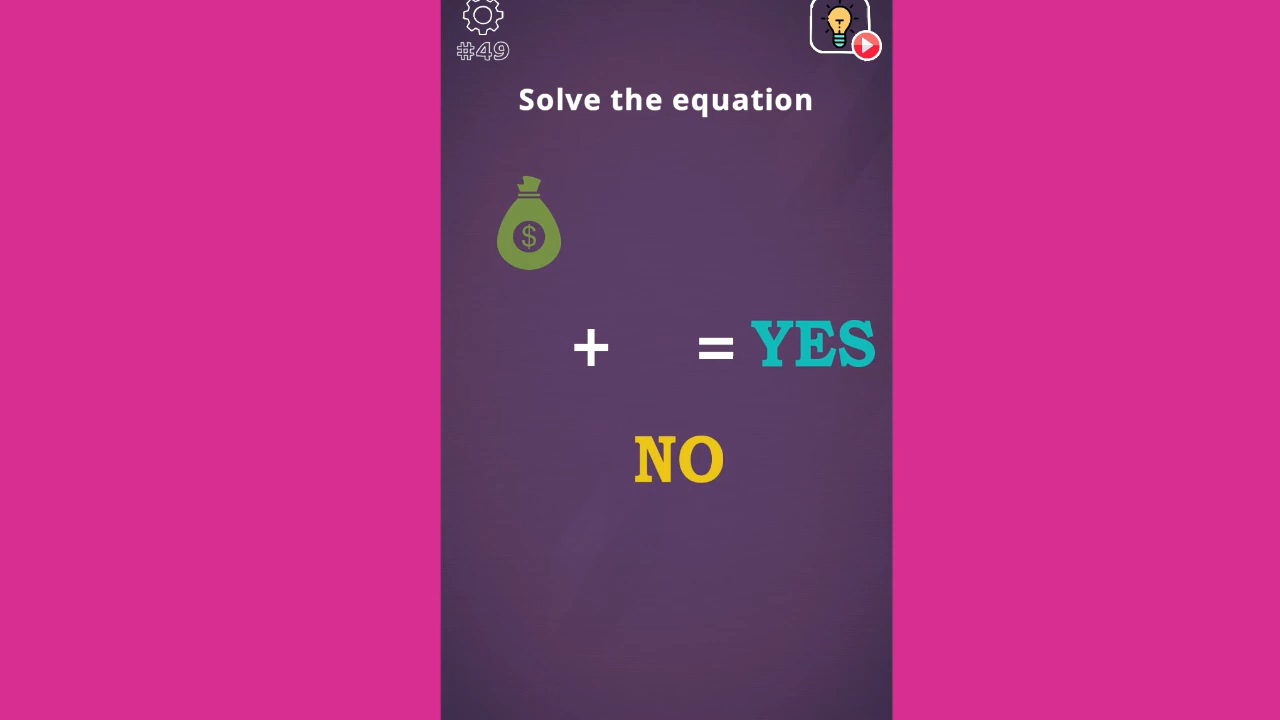 #49
Solve the equation
$
+ = YES
NO